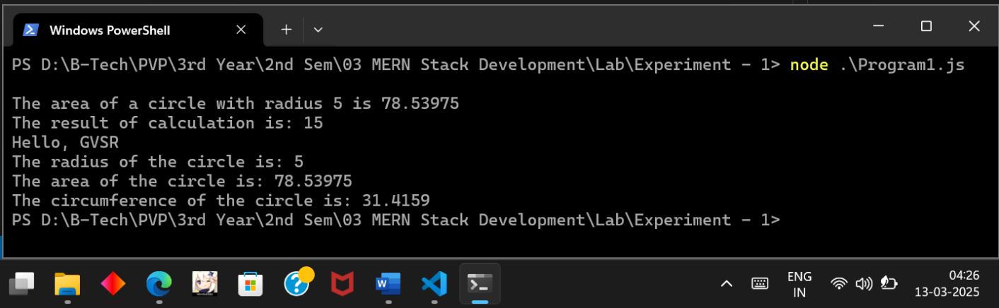 Windows PowerShell
PS D:\B-Tech\PVP\3rd Year\2nd Sem\03 MERN Stack Development\Lab\Experiment - 1> node .\Program1.js
The area of a circle with radius 5 is 78.53975
The result of calculation is: 15
Hello, GVSR
The radius of the circle is: 5
The area of the circle is: 78.53975
The circumference of the circle is: 31.4159
PS D:\B-Tech\PVP\3rd Year\2nd Sem\03 MERN Stack Development\Lab\Experiment - 1>
ENG
IN
04:26
13-03-2025